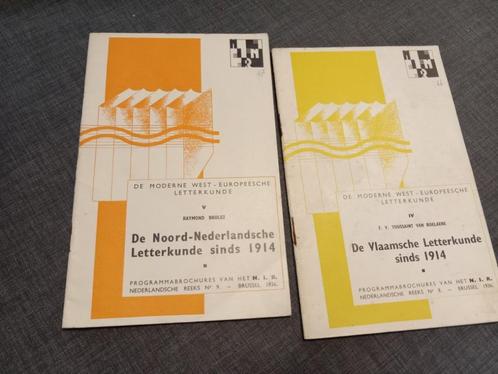 N I R
DE MODERNE WEST-EUROPEESCHE
LETTERKUNDE
V
RAYMOND BRULEZ
De Noord-Nederlandsche
Letterkunde sinds 1914
PROGRAMMABROCHURES VAN HET N. I. R.
NEDERLANDSCHE REEKS Nr 9. — BRUSSEL 1936.
N I R
DE MODERNE WEST-EUROPEESCHE
LETTERKUNDE
IV
F. V. TOUSSAINT VAN BOELAERE
De Vlaamsche Letterkunde
sinds 1914
PROGRAMMABROCHURES VAN HET N. I. R.
NEDERLANDSCHE REEKS Nr 8. — BRUSSEL 1936.